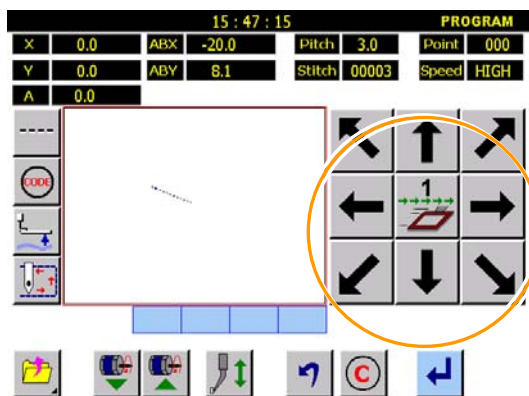 15 : 47 : 15 PROGRAM
X 0.0 ABX -20.0 Pitch 3.0 Point 000
Y 0.0 ABY 8.1 Stitch 00003 Speed HIGH
A 0.0
CODE
1
C